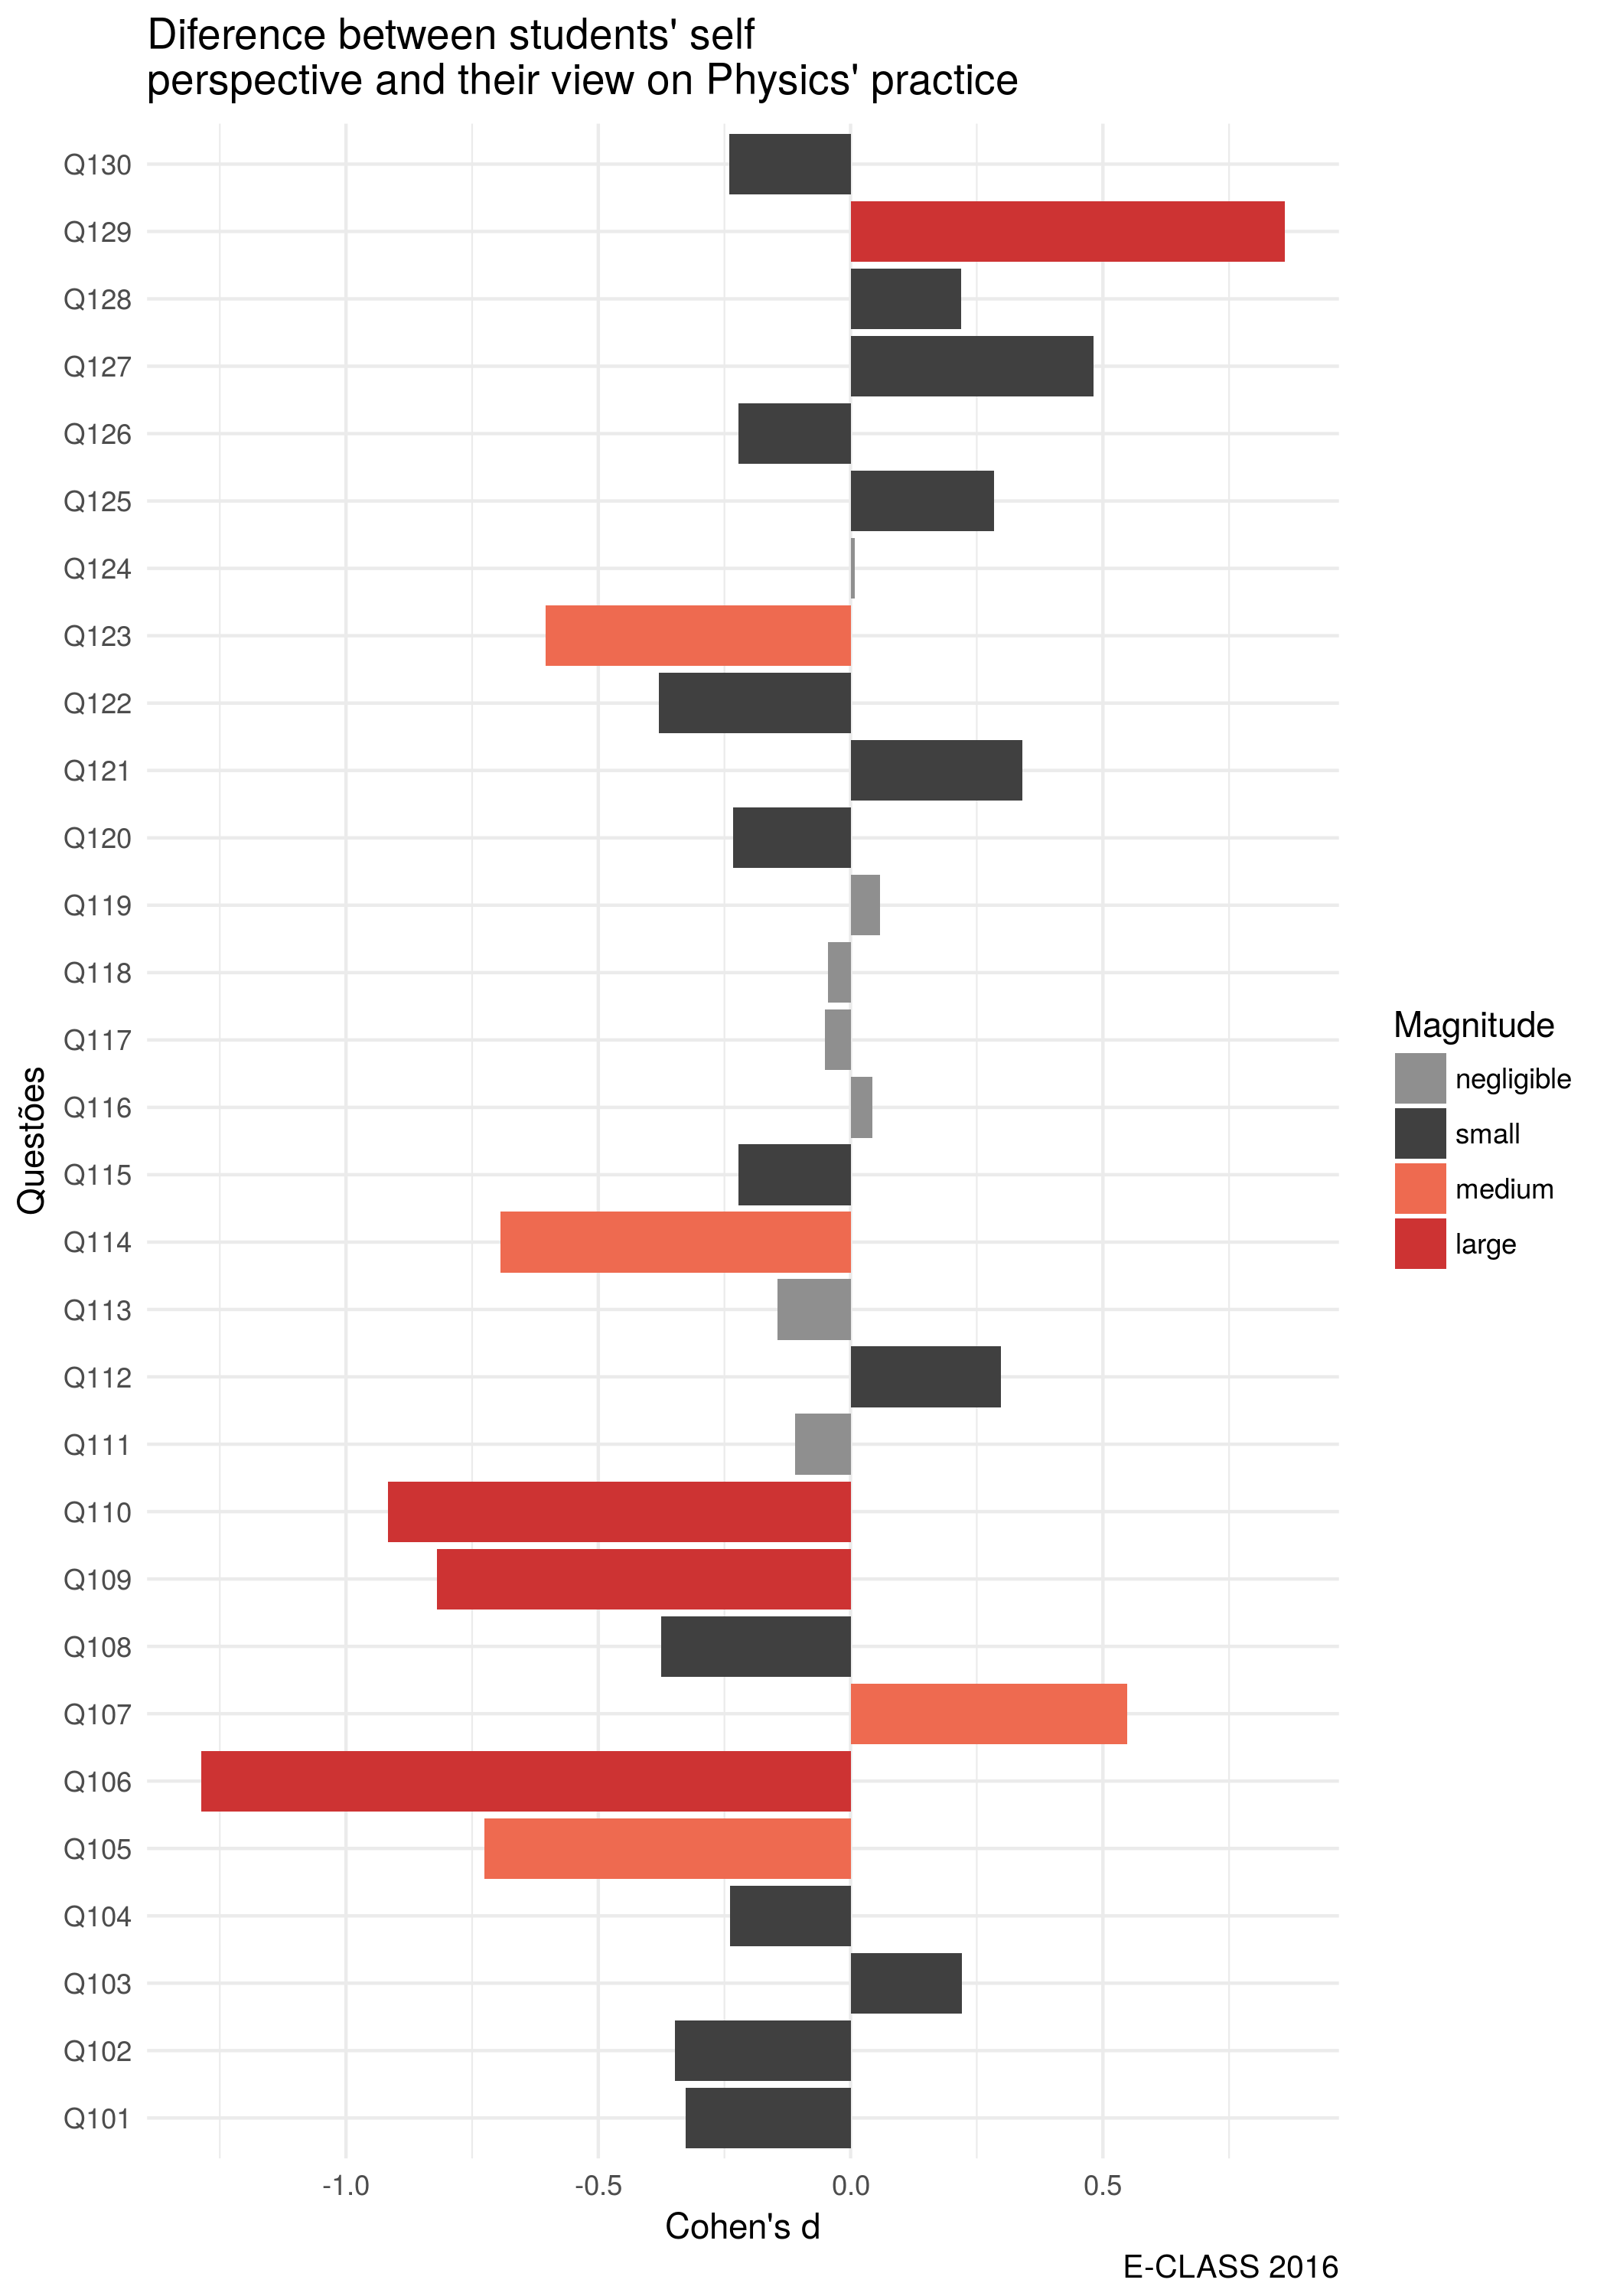 Diference between students' self
perspective and their view on Physics' practice
Q130
Q129
Q128
Q127
Q126
Q125
Q124
Q123
Q122
Q121
Q120
Q119
Q118
Q117
Q116
Q115
Q114
Q113
Q112
Q111
Q110
Q109
Q108
Q107
Q106
Q105
Q104
Q103
Q102
Q101
Questões
-1.0 -0.5 0.0 0.5
Cohen's d
E-CLASS 2016
Magnitude
negligible
small
medium
large